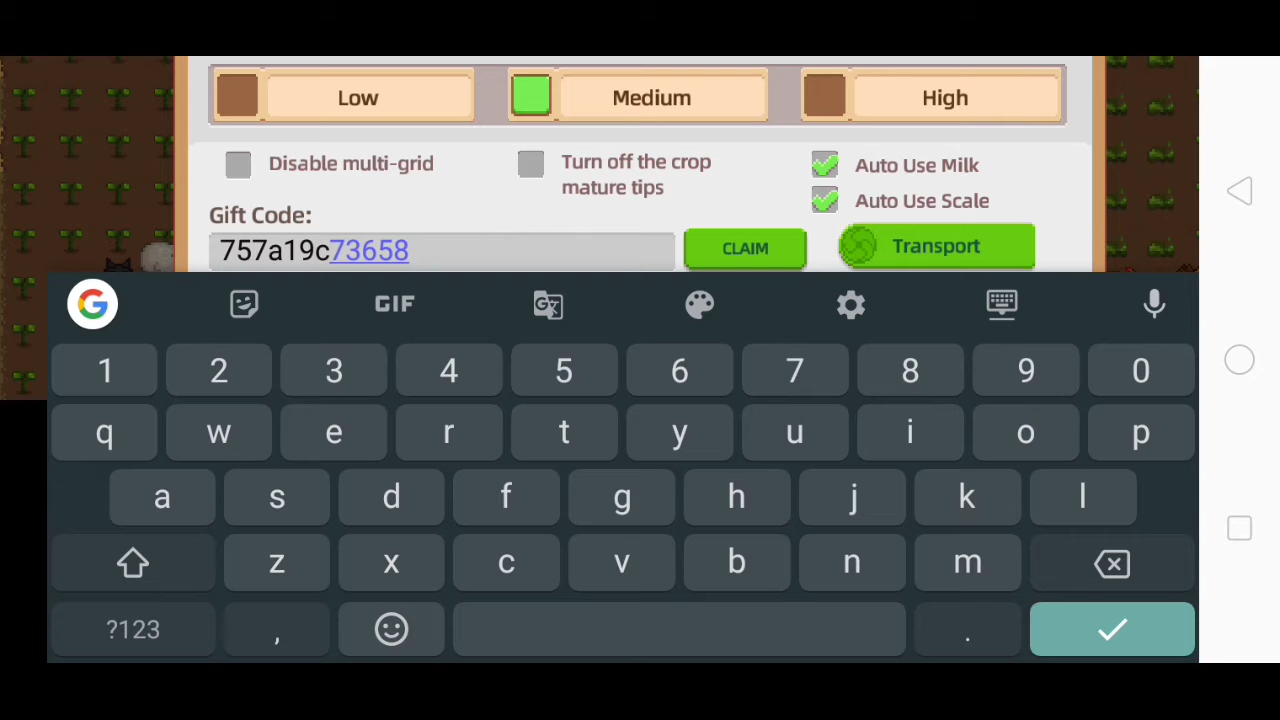 Low Medium High
Disable multi-grid
Turn off the crop
mature tips
Auto Use Milk
Auto Use Scale
Gift Code:
757a19c73658
CLAIM
Transport
GIF
1 2 3 4 5 6 7 8 9 0
q w e r t y u i o p
a s d f g h j k l
z x c v b n m
?123 , .